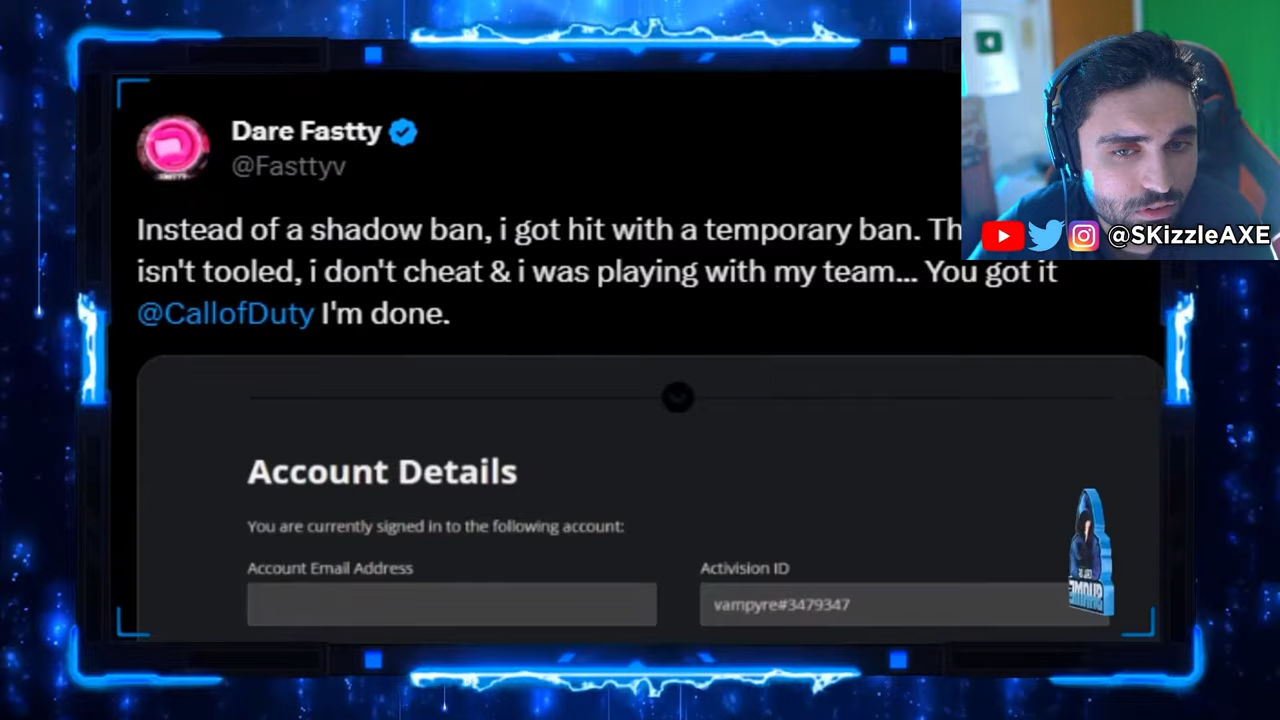 Dare Fastty
@Fasttyv
Instead of a shadow ban, i got hit with a temporary ban.
isn't tooled, i don't cheat & i was playing with my team... You got it
@CallofDuty I'm done.
@SKizzleAXE
Account Details
You are currently signed in to the following account:
Account Email Address
Activision ID
vampyre#3479347